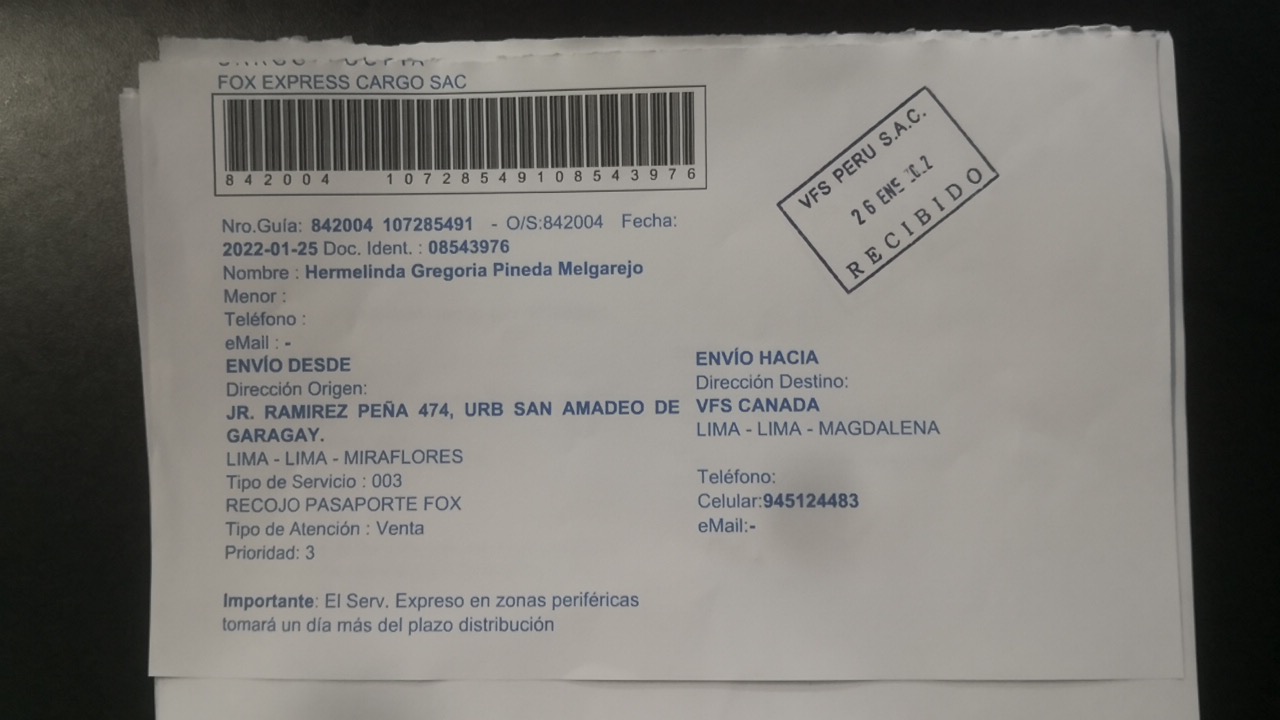 FOX EXPRESS CARGO SAC
842004 10728549108543976
Nro.Guía: 842004 107285491 - O/S:842004 Fecha:
2022-01-25 Doc. Ident. : 08543976
Nombre : Hermelinda Gregoria Pineda Melgarejo
Menor :
Teléfono :
eMail : -
ENVÍO DESDE
Dirección Origen:
JR. RAMIREZ PEÑA 474, URB SAN AMADEO DE
GARAGAY.
LIMA - LIMA - MIRAFLORES
Tipo de Servicio : 003
RECOJO PASAPORTE FOX
Tipo de Atención : Venta
Prioridad: 3
ENVÍO HACIA
Dirección Destino:
VFS CANADA
LIMA - LIMA - MAGDALENA
Teléfono:
Celular:945124483
eMail:-
Importante: El Serv. Expreso en zonas periféricas
tomará un día más del plazo distribución
VFS PERU S.A.C.
26 ENE
RECIBIDO